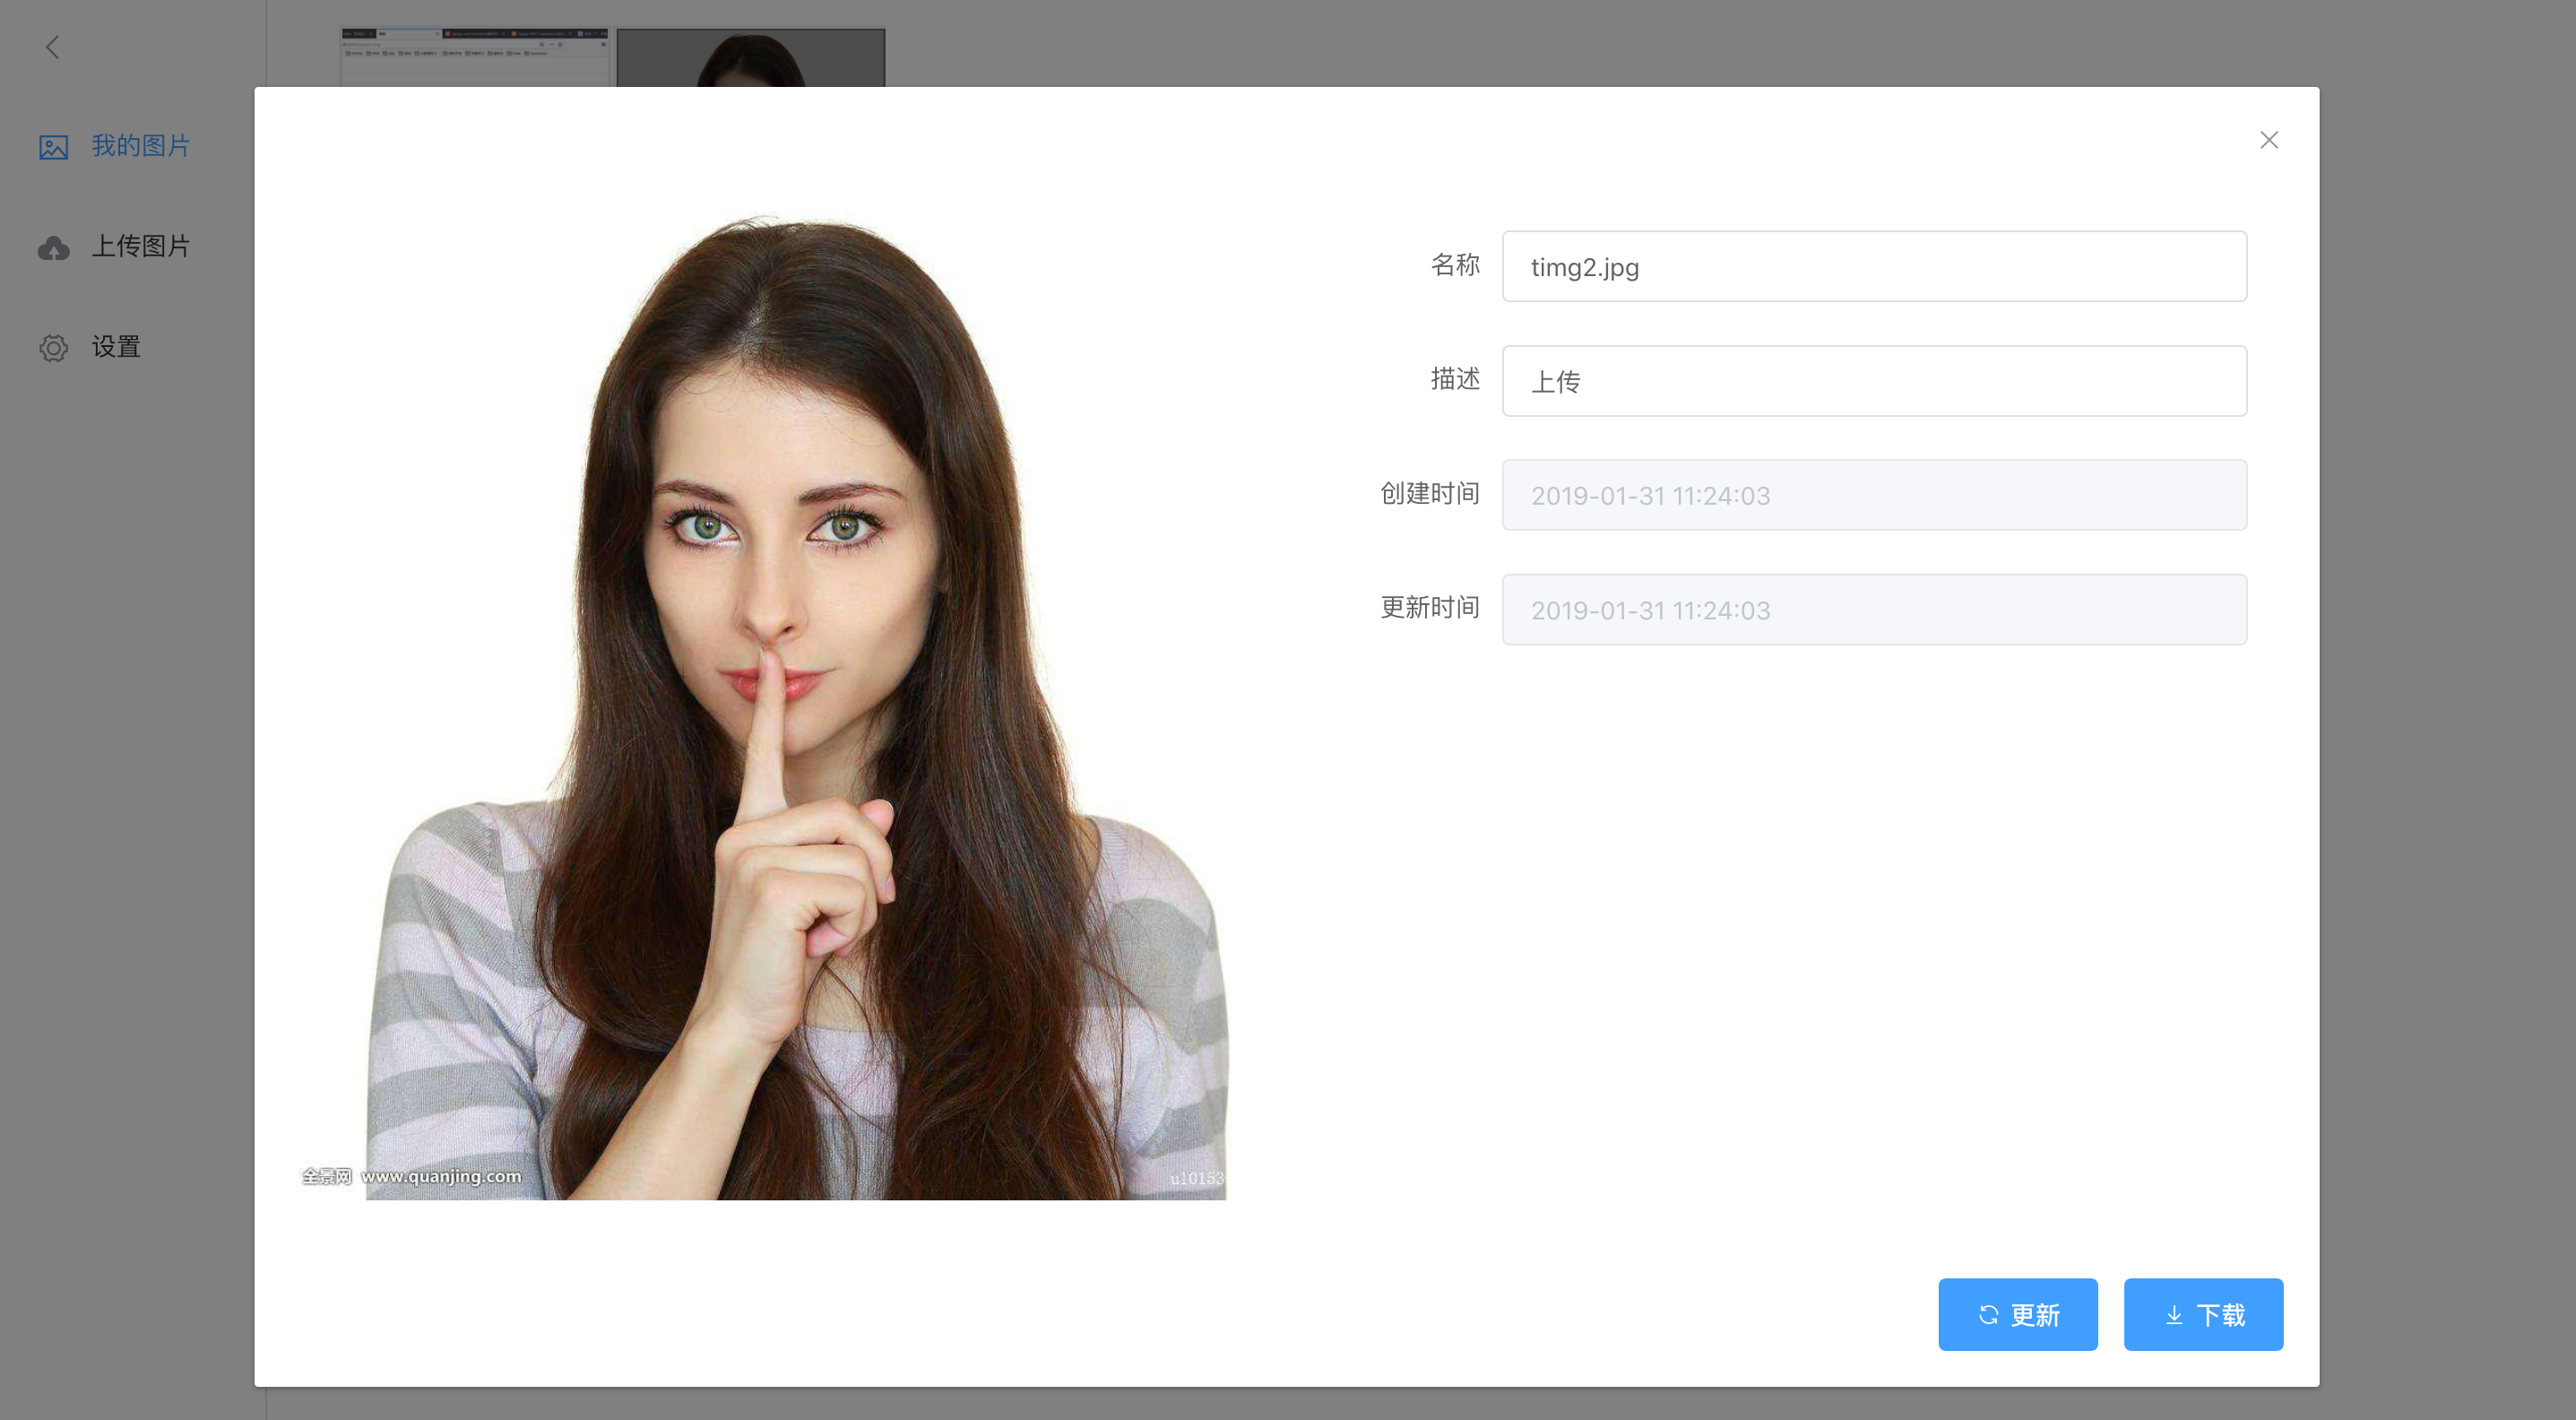 我的图片
上传图片
设置
名称
timg2.jpg
描述
上传
创建时间
2019-01-31 11:24:03
更新时间
2019-01-31 11:24:03
全景网 www.quanjing.com
u10153
更新
下载